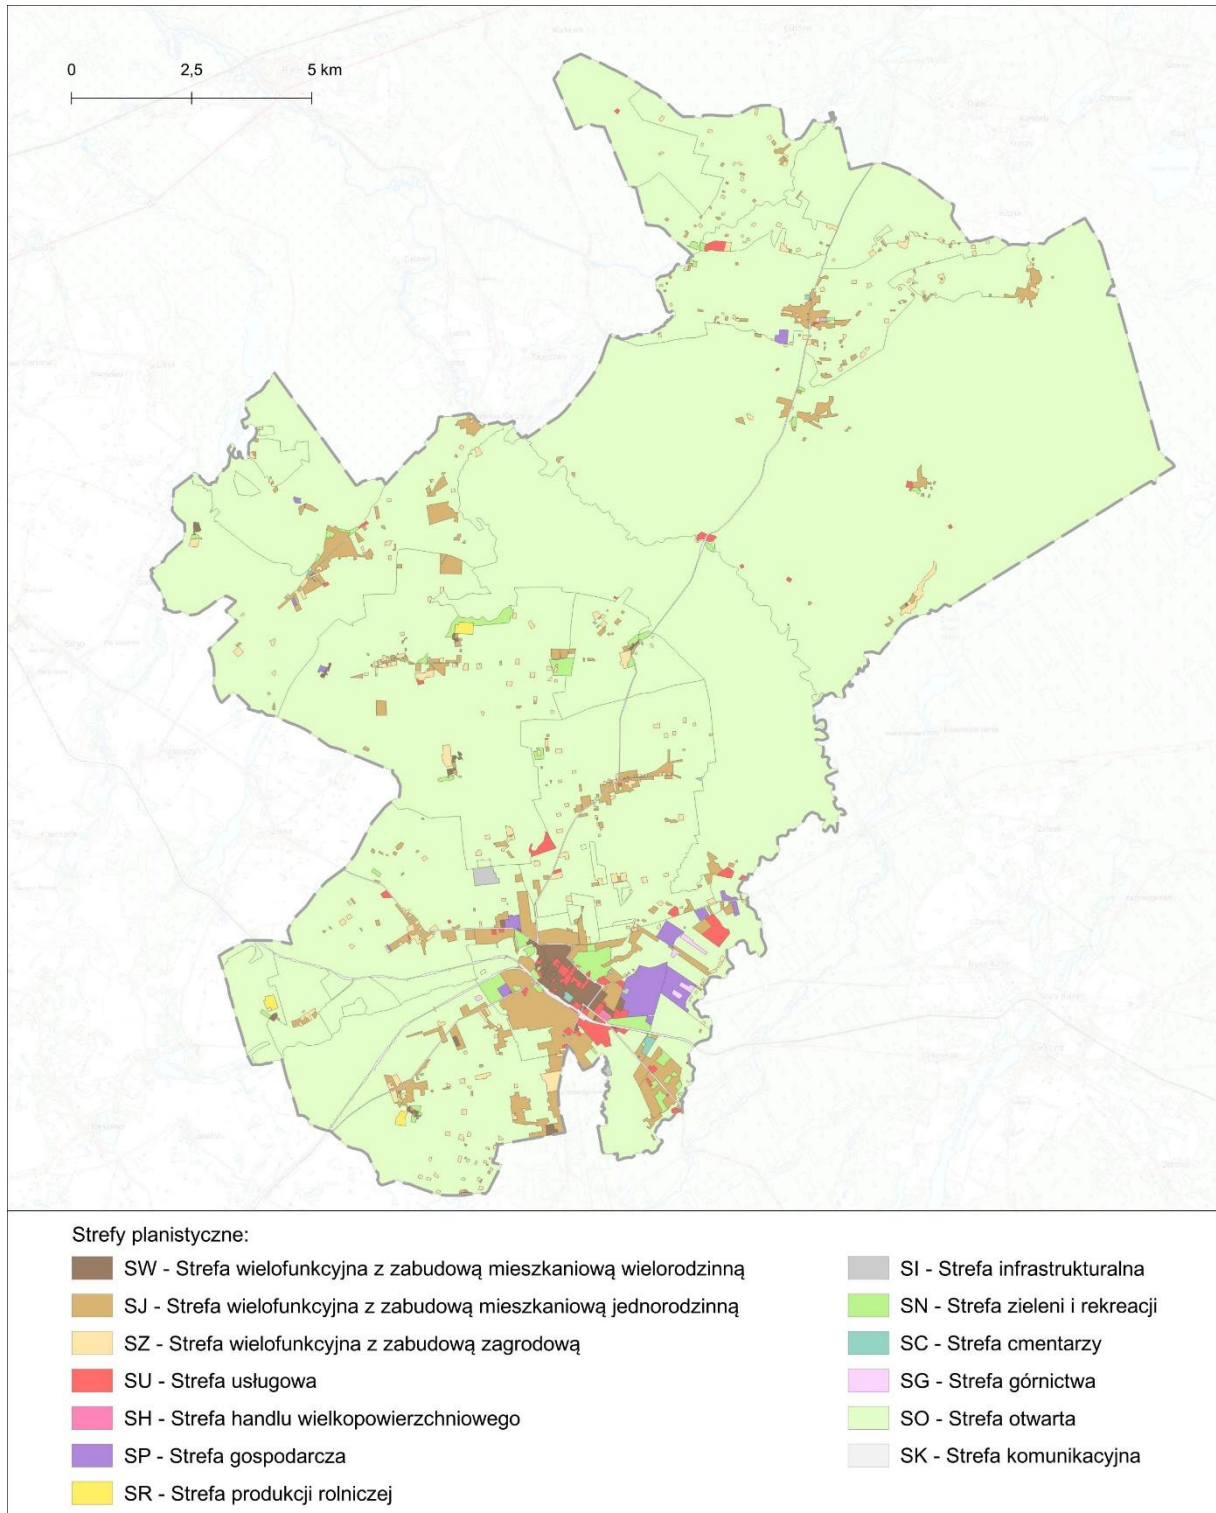 0 2,5 5 km
Strefy planistyczne:
SW - Strefa wielofunkcyjna z zabudową mieszkaniową wielorodzinną
SJ - Strefa wielofunkcyjna z zabudową mieszkaniową jednorodzinną
SZ - Strefa wielofunkcyjna z zabudową zagrodową
SU - Strefa usługowa
SH - Strefa handlu wielkopowierzchniowego
SP - Strefa gospodarcza
SR - Strefa produkcji rolniczej
SI - Strefa infrastrukturalna
SN - Strefa zieleni i rekreacji
SC - Strefa cmentarzy
SG - Strefa górnictwa
SO - Strefa otwarta
SK - Strefa komunikacyjna